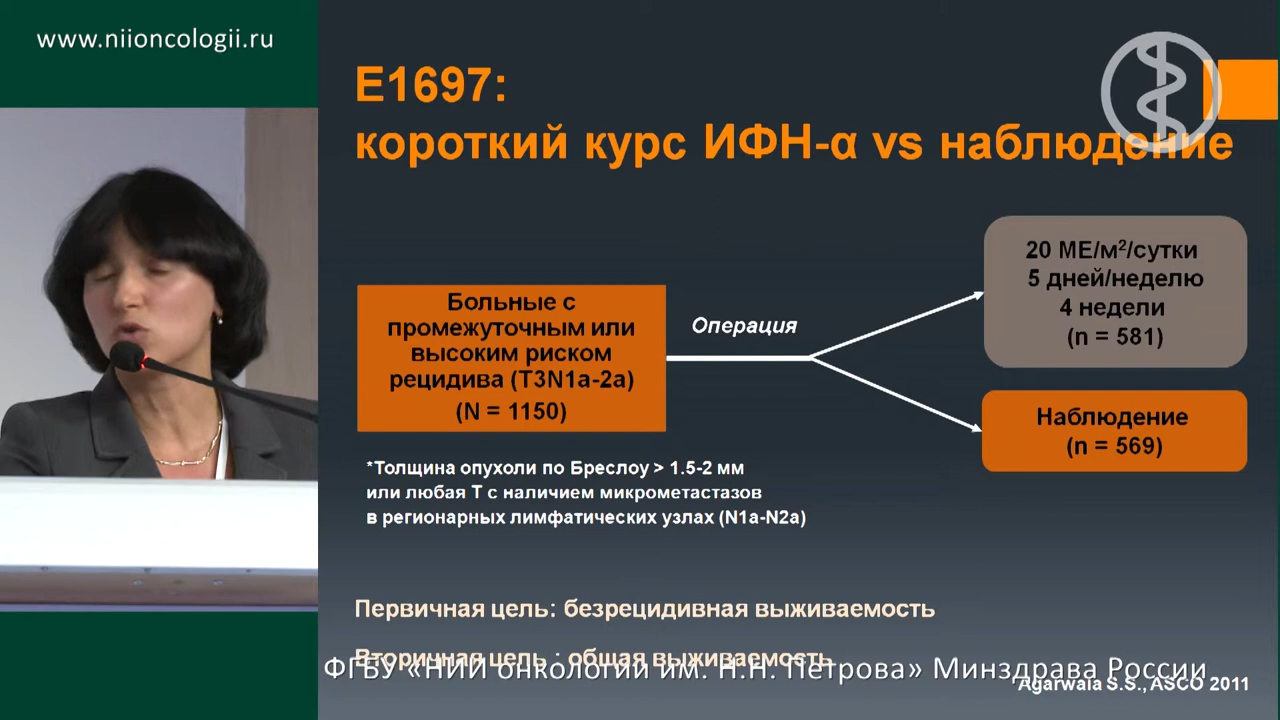 www.niioncologii.ru
E1697:
короткий курс ИФН-α vs наблюдение
20 МЕ/м²/сутки
5 дней/неделю
4 недели
(n = 581)
Больные с
промежуточным или
высоким риском
рецидива (T3N1a-2a)
(N = 1150)
Операция
Наблюдение
(n = 569)
*Толщина опухоли по Бреслоу > 1.5-2 мм
или любая Т с наличием микрометастазов
в регионарных лимфатических узлах (N1a-N2a)
Первичная цель: безрецидивная выживаемость
Вторичная цель : общая выживаемость
ФГБУ «НИИ онкологии им. Н.Н. Петрова» Минздрава России
Agarwala S.S., ASCO 2011